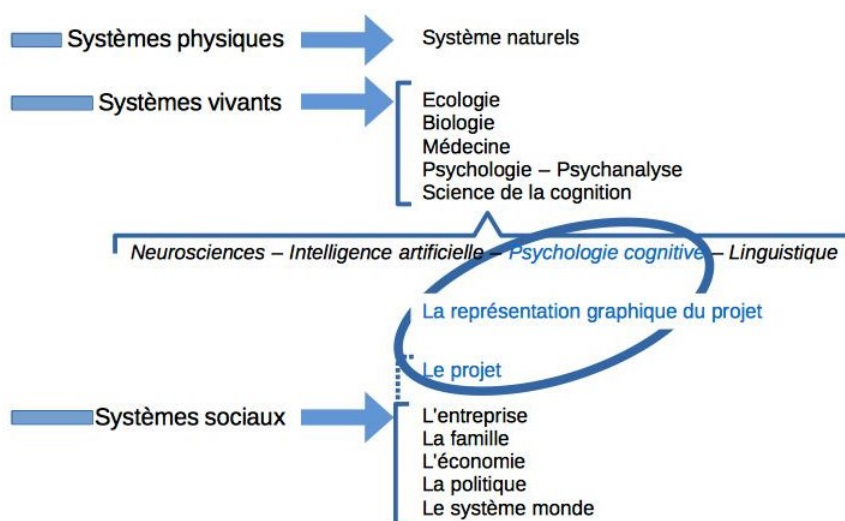 Systèmes physiques
Système naturels
Systèmes vivants
Ecologie
Biologie
Médecine
Psychologie – Psychanalyse
Science de la cognition
Neurosciences – Intelligence artificielle – Psychologie cognitive – Linguistique
La représentation graphique du projet
Le projet
Systèmes sociaux
L'entreprise
La famille
L'économie
La politique
Le système monde